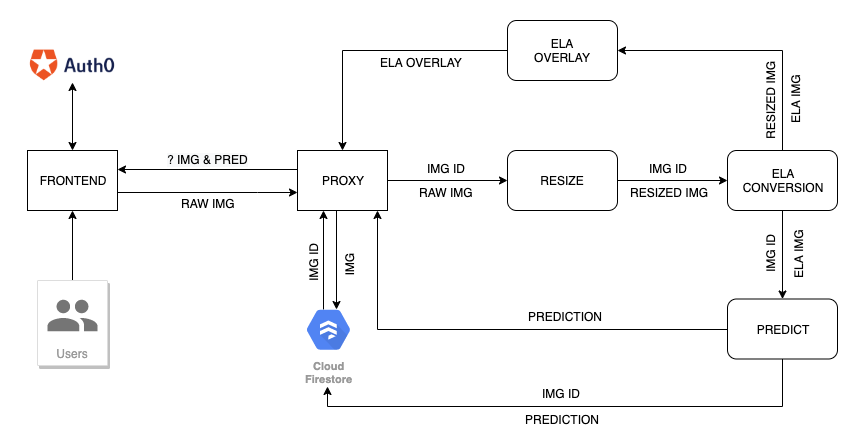 ELA
OVERLAY
ELA OVERLAY
Auth0
RESIZED IMG
ELA IMG
? IMG & PRED
FRONTEND
RAW IMG
PROXY
IMG ID
RAW IMG
RESIZE
IMG ID
RESIZED IMG
ELA
CONVERSION
IMG ID
IMG
IMG ID
ELA IMG
Users
Cloud
Firestore
PREDICTION
PREDICT
IMG ID
PREDICTION